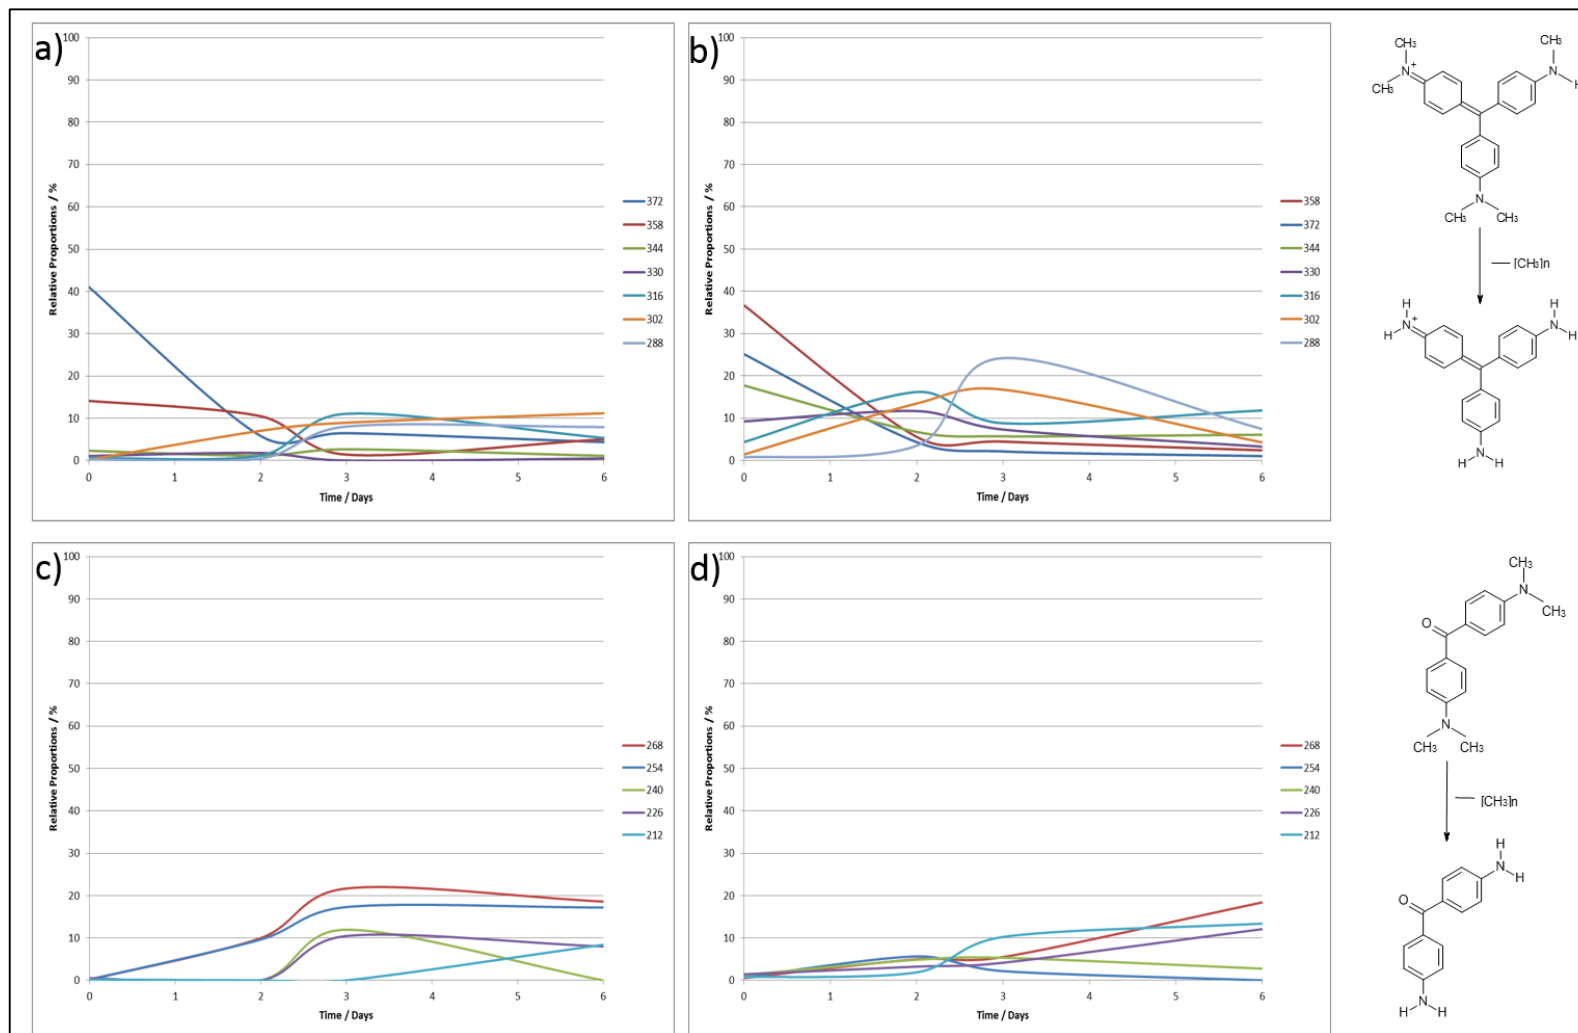 a)
100
90
80
70
60
50
40
30
20
10
0
Relative Proportions / %
0 1 2 3 4 5 6
Time / Days
372
358
344
330
316
302
288
b)
100
90
80
70
60
50
40
30
20
10
0
Relative Proportions / %
0 1 2 3 4 5 6
Time / Days
358
372
344
330
316
302
288
CH₃
CH₃
N⁺
CH₃
CH₃
N
H
N
CH₃ CH₃
—[CH₃]n
H
H
N⁺
H
N
H
N
H H
c)
100
90
80
70
60
50
40
30
20
10
0
Relative Proportions / %
0 1 2 3 4 5 6
Time / Days
268
254
240
226
212
d)
100
90
80
70
60
50
40
30
20
10
0
Relative Proportions / %
0 1 2 3 4 5 6
Time / Days
268
254
240
226
212
CH₃
N
CH₃
O
N
CH₃ CH₃
—[CH₃]n
H
N
H
O
N
H H